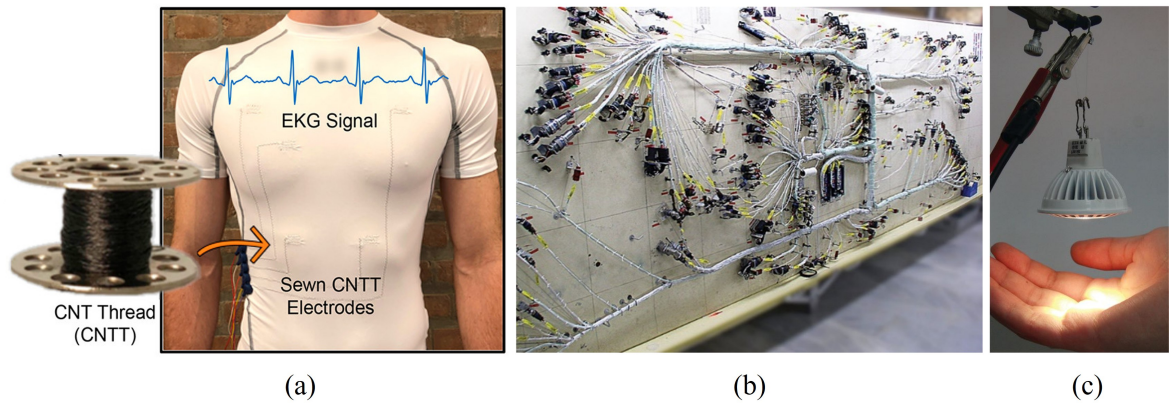 EKG Signal
CNT Thread
(CNTT)
Sewn CNTT
Electrodes
(a)
(b)
(c)